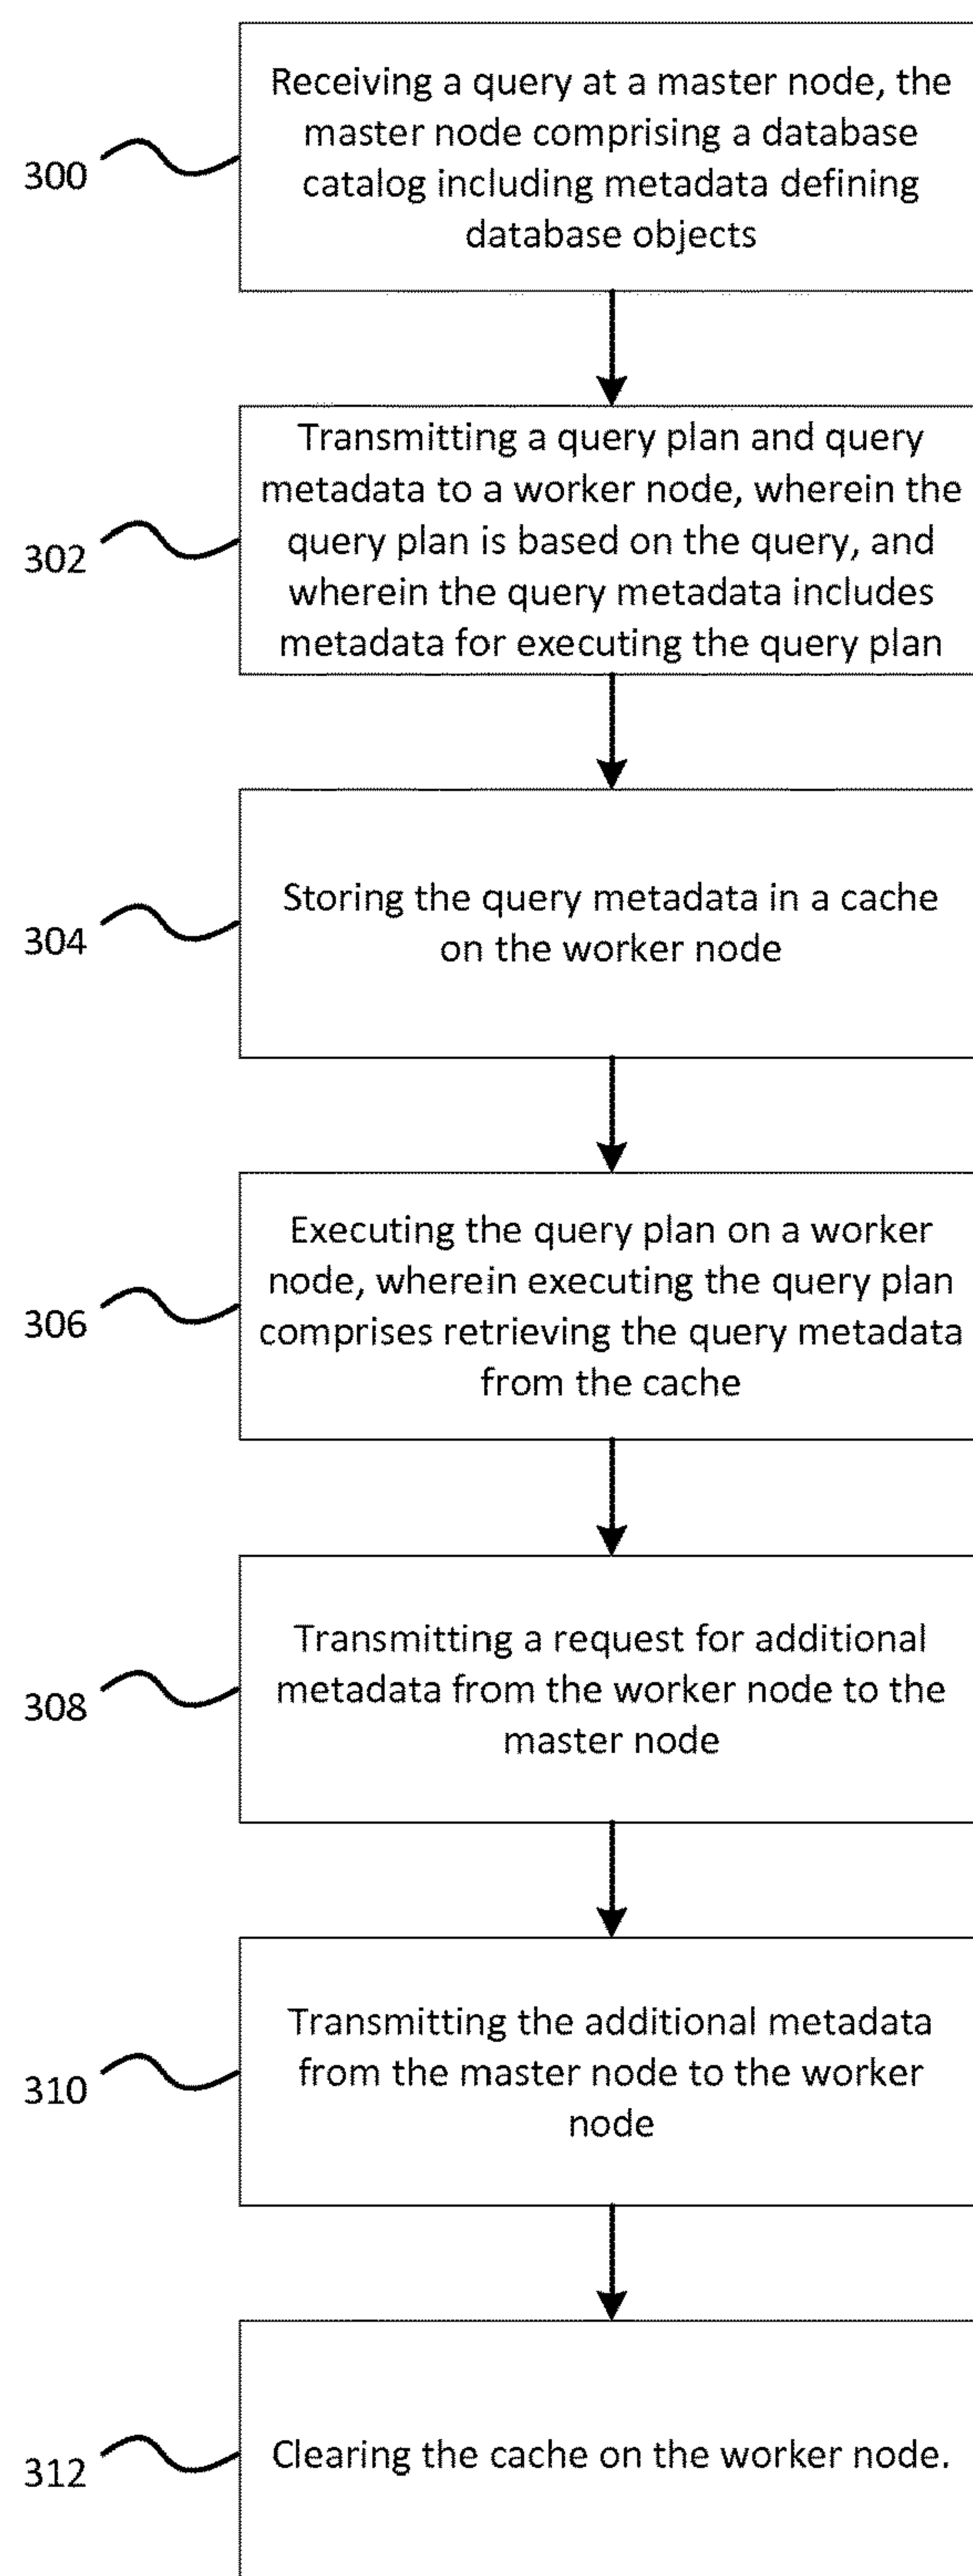 Receiving a query at a master node, the
master node comprising a database
catalog including metadata defining
database objects
300
Transmitting a query plan and query
metadata to a worker node, wherein the
query plan is based on the query, and
wherein the query metadata includes
metadata for executing the query plan
302
Storing the query metadata in a cache
on the worker node
304
Executing the query plan on a worker
node, wherein executing the query plan
comprises retrieving the query metadata
from the cache
306
Transmitting a request for additional
metadata from the worker node to the
master node
308
Transmitting the additional metadata
from the master node to the worker
node
310
Clearing the cache on the worker node.
312